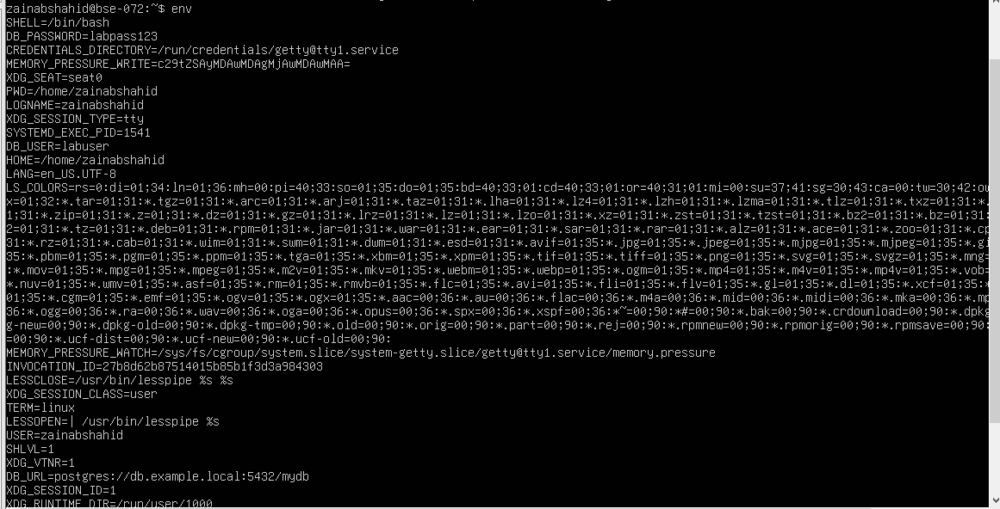 zainabshahid@bse-072:~$ env
SHELL=/bin/bash
DB_PASSWORD=labpass123
CREDENTIALS_DIRECTORY=/run/credentials/getty@tty1.service
MEMORY_PRESSURE_WRITE=c29tZSAyMDAwMDAgMjAwMDAwMAA=
XDG_SEAT=seat0
PWD=/home/zainabshahid
LOGNAME=zainabshahid
XDG_SESSION_TYPE=tty
SYSTEMD_EXEC_PID=1541
DB_USER=labuser
HOME=/home/zainabshahid
LANG=en_US.UTF-8
LS_COLORS=rs=0:di=01;34:ln=01;36:mh=00:pi=40;33:so=01;35:do=01;35:bd=40;33;01:cd=40;33;01:or=40;31;01:mi=00:su=37;41:sg=30;43:ca=00:tw=30;42:ow
x=01;32:*.tar=01;31:*.tgz=01;31:*.arc=01;31:*.arj=01;31:*.taz=01;31:*.lha=01;31:*.lz4=01;31:*.lzh=01;31:*.lzma=01;31:*.tlz=01;31:*.txz=01;31:*.
1;31:*.zip=01;31:*.z=01;31:*.dz=01;31:*.gz=01;31:*.lrz=01;31:*.lz=01;31:*.lzo=01;31:*.xz=01;31:*.zst=01;31:*.tzst=01;31:*.bz2=01;31:*.bz=01;31:
2=01;31:*.tz=01;31:*.deb=01;31:*.rpm=01;31:*.jar=01;31:*.war=01;31:*.ear=01;31:*.sar=01;31:*.rar=01;31:*.alz=01;31:*.ace=01;31:*.zoo=01;31:*.cp
31:*.rz=01;31:*.cab=01;31:*.wim=01;31:*.swm=01;31:*.dwm=01;31:*.esd=01;31:*.avif=01;35:*.jpg=01;35:*.jpeg=01;35:*.mjpg=01;35:*.mjpeg=01;35:*.gi
35:*.pbm=01;35:*.pgm=01;35:*.ppm=01;35:*.tga=01;35:*.xbm=01;35:*.xpm=01;35:*.tif=01;35:*.tiff=01;35:*.png=01;35:*.svg=01;35:*.svgz=01;35:*.mng=
:*.mov=01;35:*.mpg=01;35:*.mpeg=01;35:*.m2v=01;35:*.mkv=01;35:*.webm=01;35:*.webp=01;35:*.ogm=01;35:*.mp4=01;35:*.m4v=01;35:*.mp4v=01;35:*.vob=
*.nuv=01;35:*.wmv=01;35:*.asf=01;35:*.rm=01;35:*.rmvb=01;35:*.flc=01;35:*.avi=01;35:*.fli=01;35:*.flv=01;35:*.gl=01;35:*.dl=01;35:*.xcf=01;35:*
01;35:*.cgm=01;35:*.emf=01;35:*.ogv=01;35:*.ogx=01;35:*.aac=00;36:*.au=00;36:*.flac=00;36:*.m4a=00;36:*.mid=00;36:*.midi=00;36:*.mka=00;36:*.mp
36:*.ogg=00;36:*.ra=00;36:*.wav=00;36:*.oga=00;36:*.opus=00;36:*.spx=00;36:*.xspf=00;36:*~=00;90:*#=00;90:*.bak=00;90:*.crdownload=00;90:*.dpkg
g-new=00;90:*.dpkg-old=00;90:*.dpkg-tmp=00;90:*.old=00;90:*.orig=00;90:*.part=00;90:*.rej=00;90:*.rpmnew=00;90:*.rpmorig=00;90:*.rpmsave=00;90:
=00;90:*.ucf-dist=00;90:*.ucf-new=00;90:*.ucf-old=00;90:
MEMORY_PRESSURE_WATCH=/sys/fs/cgroup/system.slice/system-getty.slice/getty@tty1.service/memory.pressure
INVOCATION_ID=27b8d62b87514015b85b1f3d3a984303
LESSCLOSE=/usr/bin/lesspipe %s %s
XDG_SESSION_CLASS=user
TERM=linux
LESSOPEN=| /usr/bin/lesspipe %s
USER=zainabshahid
SHLVL=1
XDG_VTNR=1
DB_URL=postgres://db.example.local:5432/mydb
XDG_SESSION_ID=1
XDG_RUNTIME_DIR=/run/user/1000